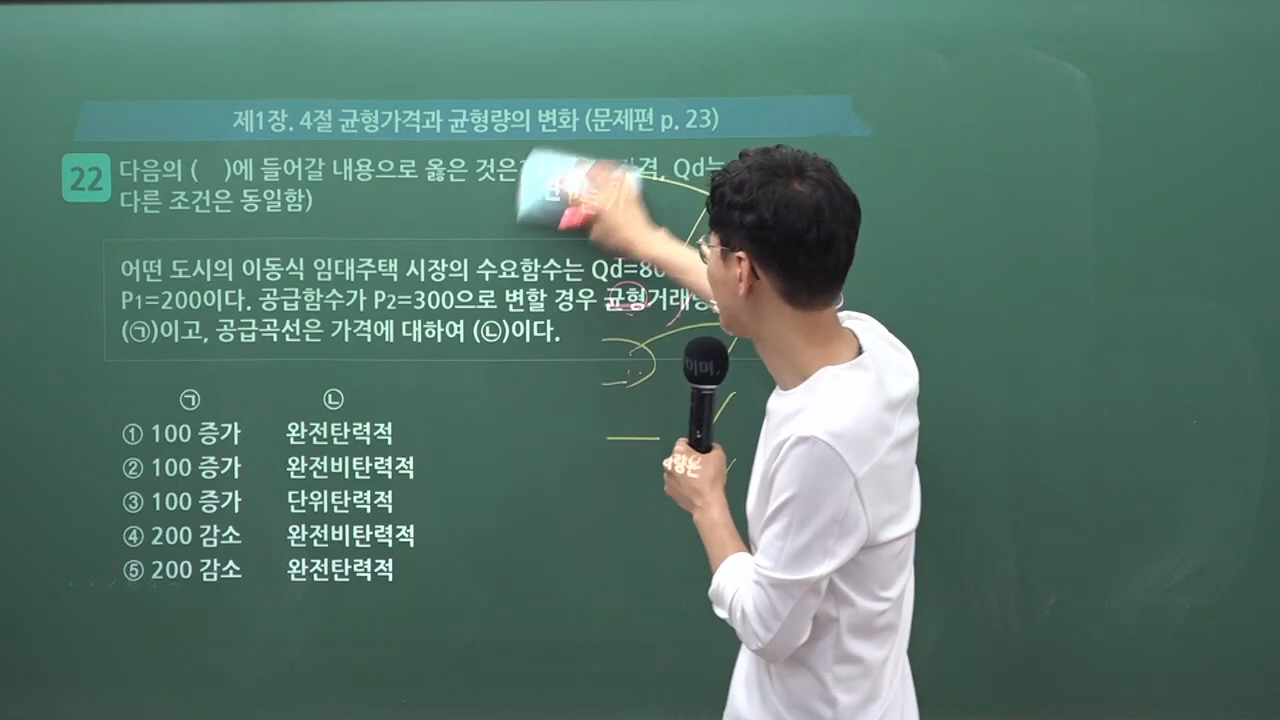 제1장. 4절 균형가격과 균형량의 변화 (문제편 p. 23)
22 다음의 ( )에 들어갈 내용으로 옳은 것은 Qd는
다른 조건은 동일함)
어떤 도시의 이동식 임대주택 시장의 수요함수는 Qd=80
P₁=200이다. 공급함수가 P₂=300으로 변할 경우 균형거래량
(㉠)이고, 공급곡선은 가격에 대하여 (㉡)이다.
㉠ ㉡
① 100 증가 완전탄력적
② 100 증가 완전비탄력적
③ 100 증가 단위탄력적
④ 200 감소 완전비탄력적
⑤ 200 감소 완전탄력적